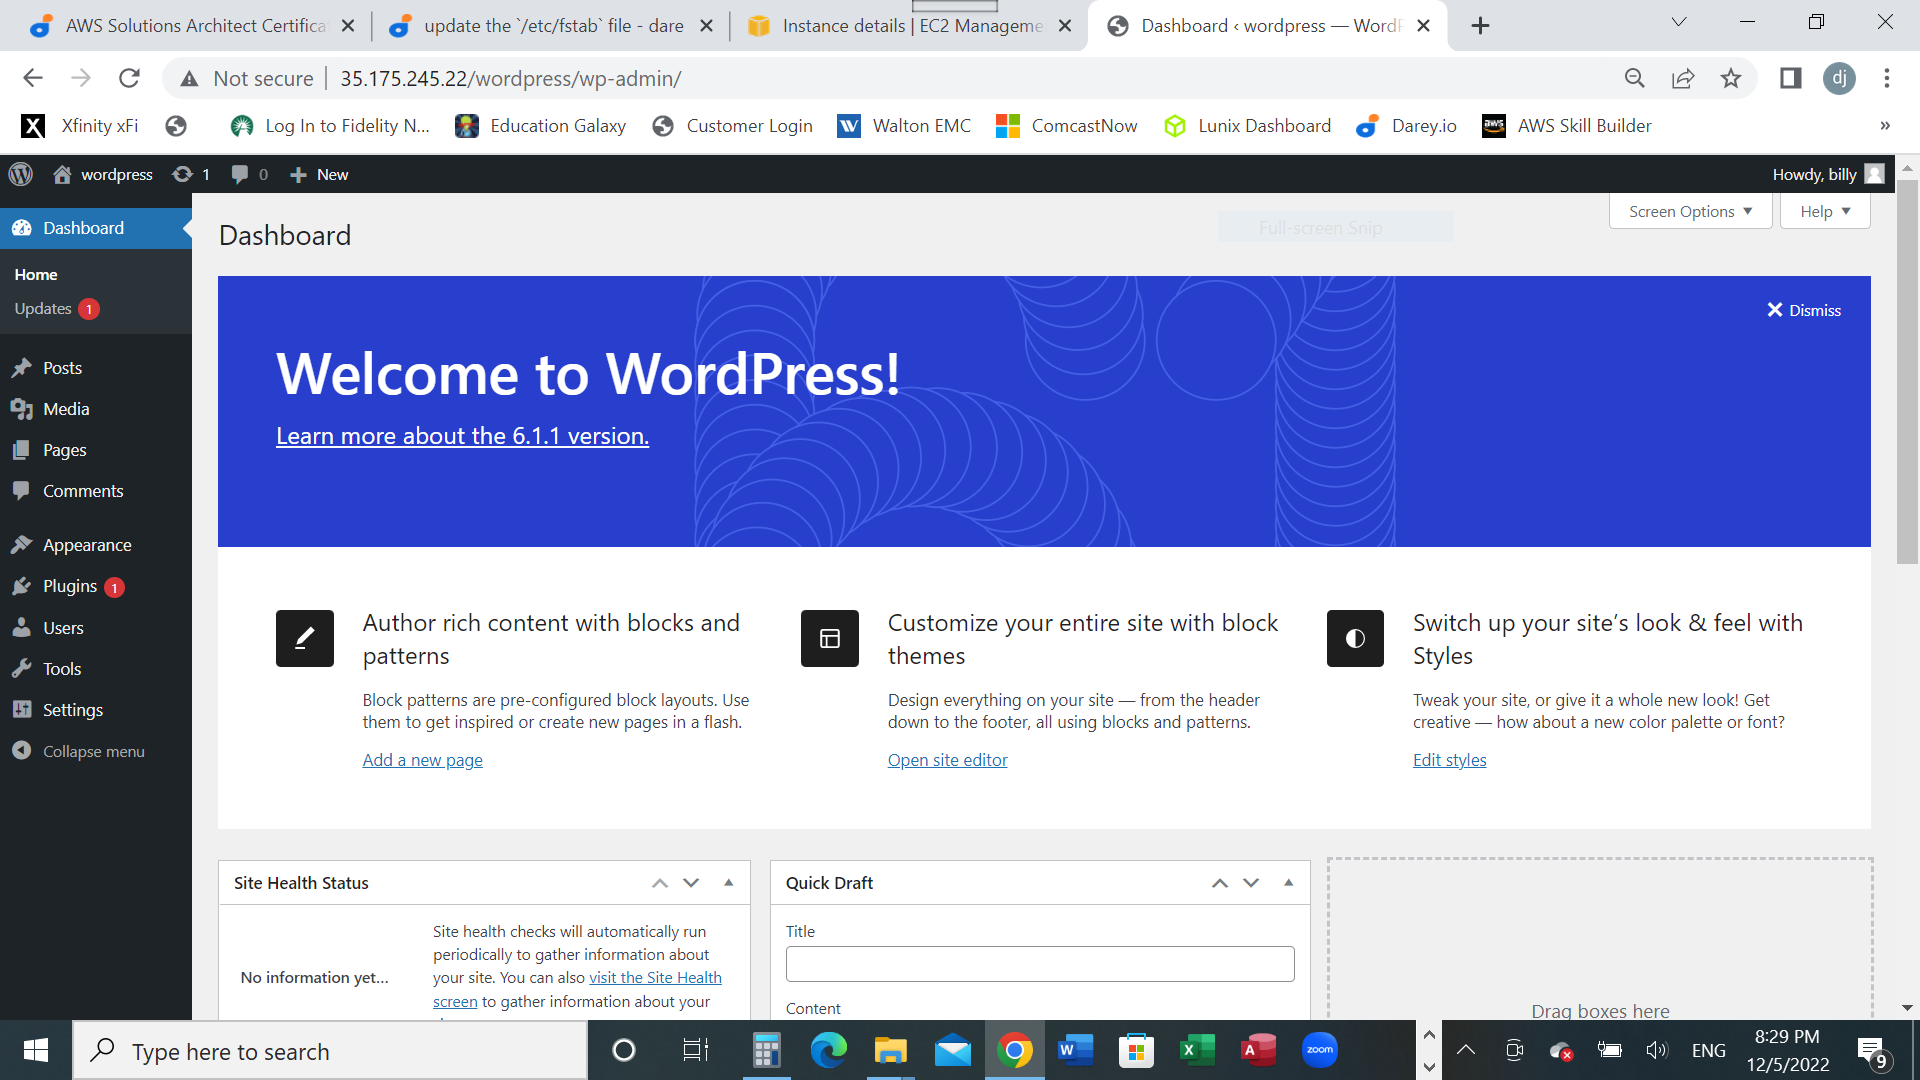 AWS Solutions Architect Certifica
update the `/etc/fstab` file - dare
Instance details | EC2 Manageme
Dashboard ‹ wordpress — WordP
Not secure
35.175.245.22/wordpress/wp-admin/
dj
Xfinity xFi
Log In to Fidelity N...
Education Galaxy
Customer Login
Walton EMC
ComcastNow
Lunix Dashboard
Darey.io
aws
AWS Skill Builder
»
wordpress
1
0
New
Howdy, billy
Dashboard
Home
Updates 1
Posts
Media
Pages
Comments
Appearance
Plugins 1
Users
Tools
Settings
Collapse menu
Dashboard
Full-screen Snip
Screen Options
Help
Dismiss
Welcome to WordPress!
Learn more about the 6.1.1 version.
Author rich content with blocks and
patterns
Block patterns are pre-configured block layouts. Use
them to get inspired or create new pages in a flash.
Add a new page
Customize your entire site with block
themes
Design everything on your site — from the header
down to the footer, all using blocks and patterns.
Open site editor
Switch up your site’s look & feel with
Styles
Tweak your site, or give it a whole new look! Get
creative — how about a new color palette or font?
Edit styles
Site Health Status
No information yet...
Site health checks will automatically run
periodically to gather information about
your site. You can also visit the Site Health
screen to gather information about your
Quick Draft
Title
Content
Drag boxes here
Type here to search
zoom
ENG
8:29 PM
12/5/2022
9